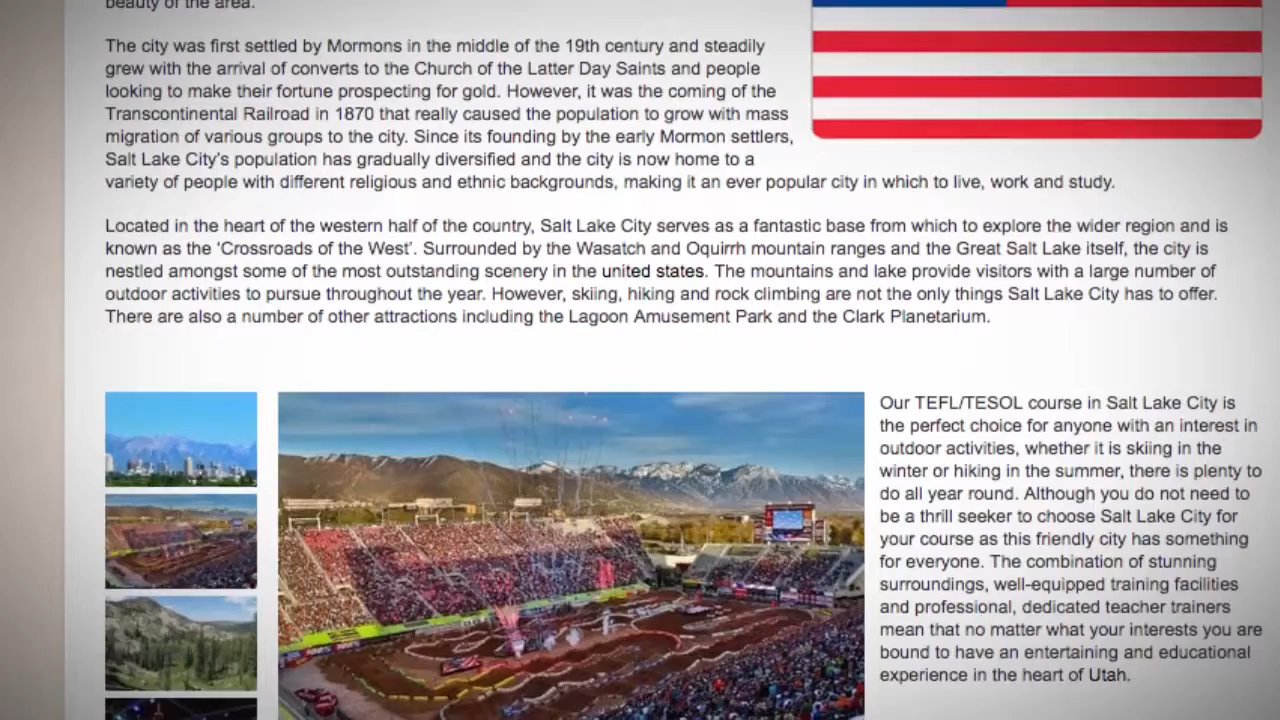 beauty of the area.
The city was first settled by Mormons in the middle of the 19th century and steadily
grew with the arrival of converts to the Church of the Latter Day Saints and people
looking to make their fortune prospecting for gold. However, it was the coming of the
Transcontinental Railroad in 1870 that really caused the population to grow with mass
migration of various groups to the city. Since its founding by the early Mormon settlers,
Salt Lake City's population has gradually diversified and the city is now home to a
variety of people with different religious and ethnic backgrounds, making it an ever popular city in which to live, work and study.
Located in the heart of the western half of the country, Salt Lake City serves as a fantastic base from which to explore the wider region and is
known as the 'Crossroads of the West'. Surrounded by the Wasatch and Oquirrh mountain ranges and the Great Salt Lake itself, the city is
nestled amongst some of the most outstanding scenery in the united states. The mountains and lake provide visitors with a large number of
outdoor activities to pursue throughout the year. However, skiing, hiking and rock climbing are not the only things Salt Lake City has to offer.
There are also a number of other attractions including the Lagoon Amusement Park and the Clark Planetarium.
Our TEFL/TESOL course in Salt Lake City is
the perfect choice for anyone with an interest in
outdoor activities, whether it is skiing in the
winter or hiking in the summer, there is plenty to
do all year round. Although you do not need to
be a thrill seeker to choose Salt Lake City for
your course as this friendly city has something
for everyone. The combination of stunning
surroundings, well-equipped training facilities
and professional, dedicated teacher trainers
mean that no matter what your interests you are
bound to have an entertaining and educational
experience in the heart of Utah.